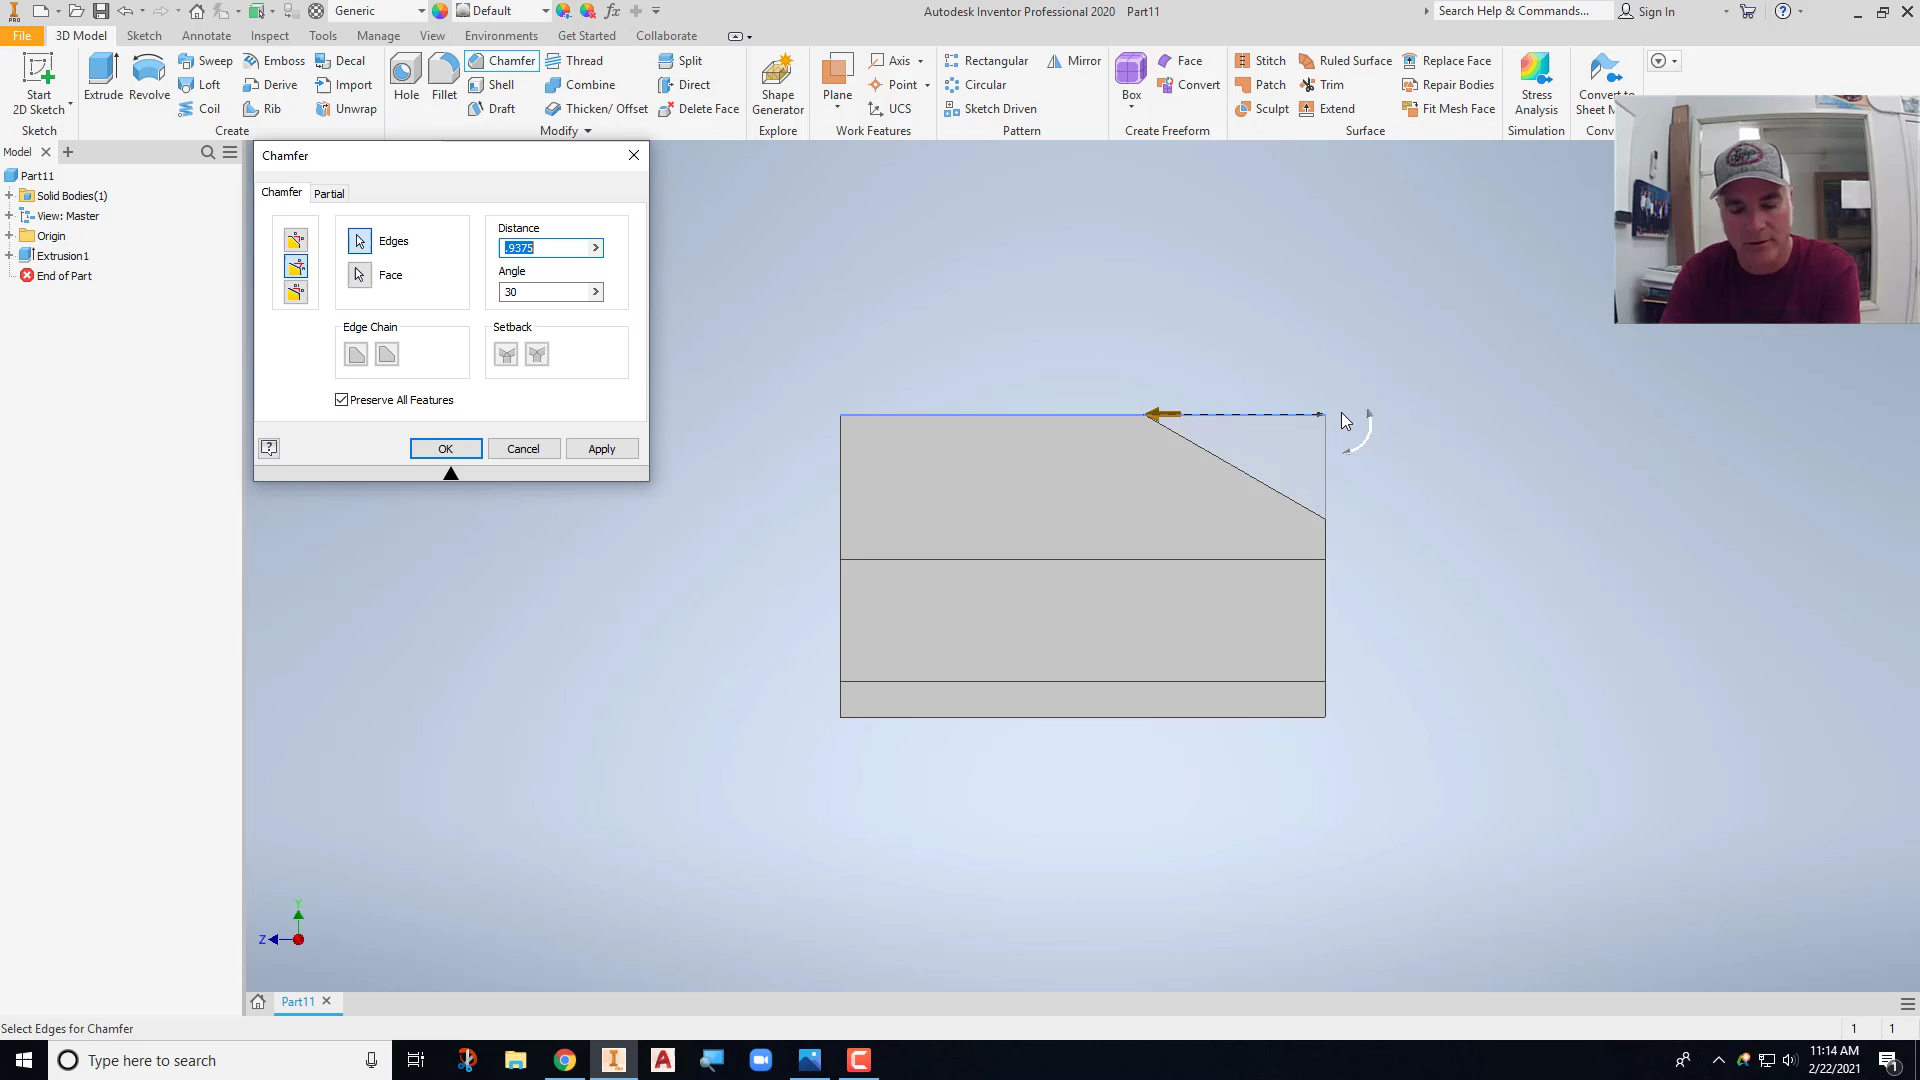 Generic
Default
Autodesk Inventor Professional 2020 Part11
Search Help & Commands...
Sign In
File 3D Model Sketch Annotate Inspect Tools Manage View Environments Get Started Collaborate
Start 2D Sketch
Extrude
Revolve
Sweep
Loft
Coil
Emboss
Derive
Rib
Decal
Import
Unwrap
Hole
Fillet
Chamfer
Shell
Draft
Thread
Combine
Thicken/ Offset
Split
Direct
Delete Face
Shape Generator
Plane
Axis
Point
UCS
Rectangular
Circular
Sketch Driven
Mirror
Box
Face
Convert
Stitch
Patch
Sculpt
Ruled Surface
Trim
Extend
Replace Face
Repair Bodies
Fit Mesh Face
Stress Analysis
Convert to
Sheet M
Sketch Create Modify Explore Work Features Pattern Create Freeform Surface Simulation Conv
Model
Part11
Solid Bodies(1)
View: Master
Origin
Extrusion1
End of Part
Chamfer
Chamfer Partial
Edges
Face
Distance
.9375
Angle
30
Edge Chain
Setback
Preserve All Features
OK Cancel Apply
Y
Z
Part11
Select Edges for Chamfer
1 1
Type here to search
11:14 AM
2/22/2021
1